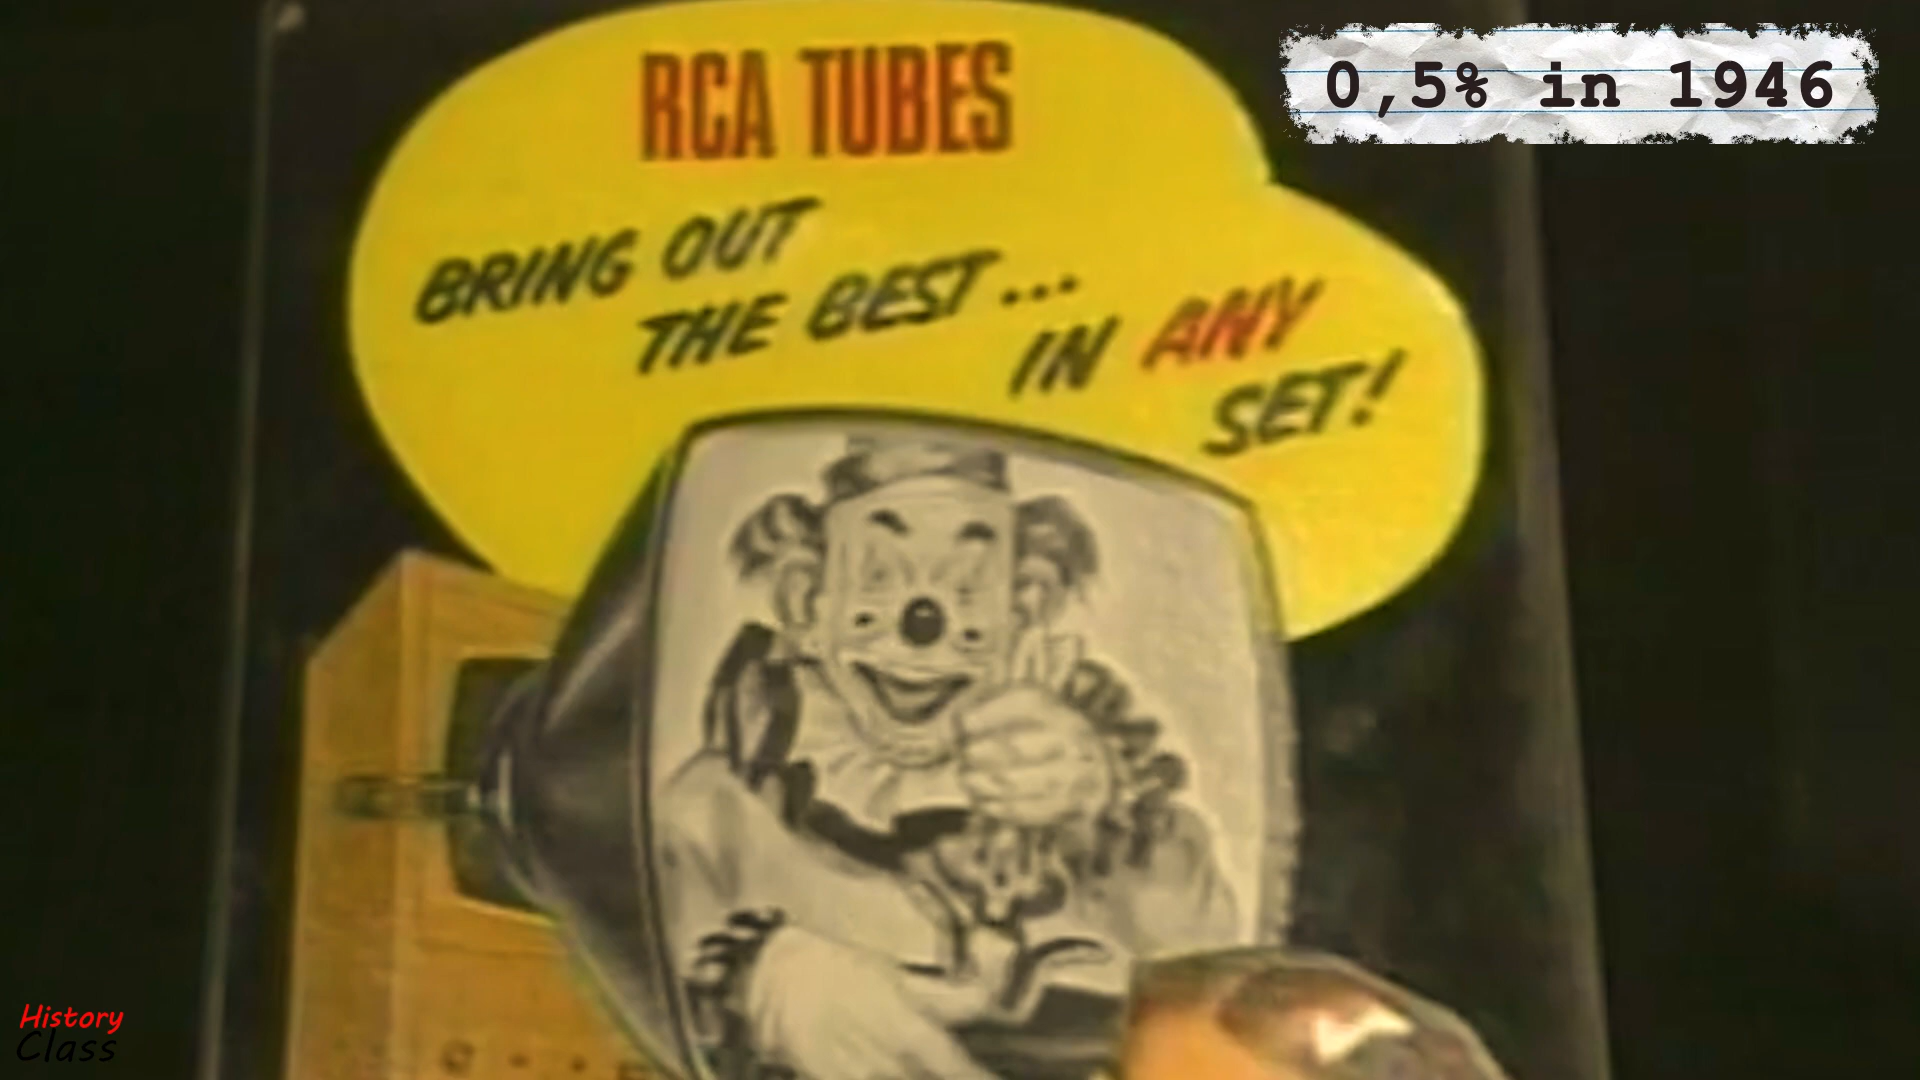 RCA TUBES
BRING OUT
THE BEST...
IN ANY
SET!
0,5% in 1946
History
Class